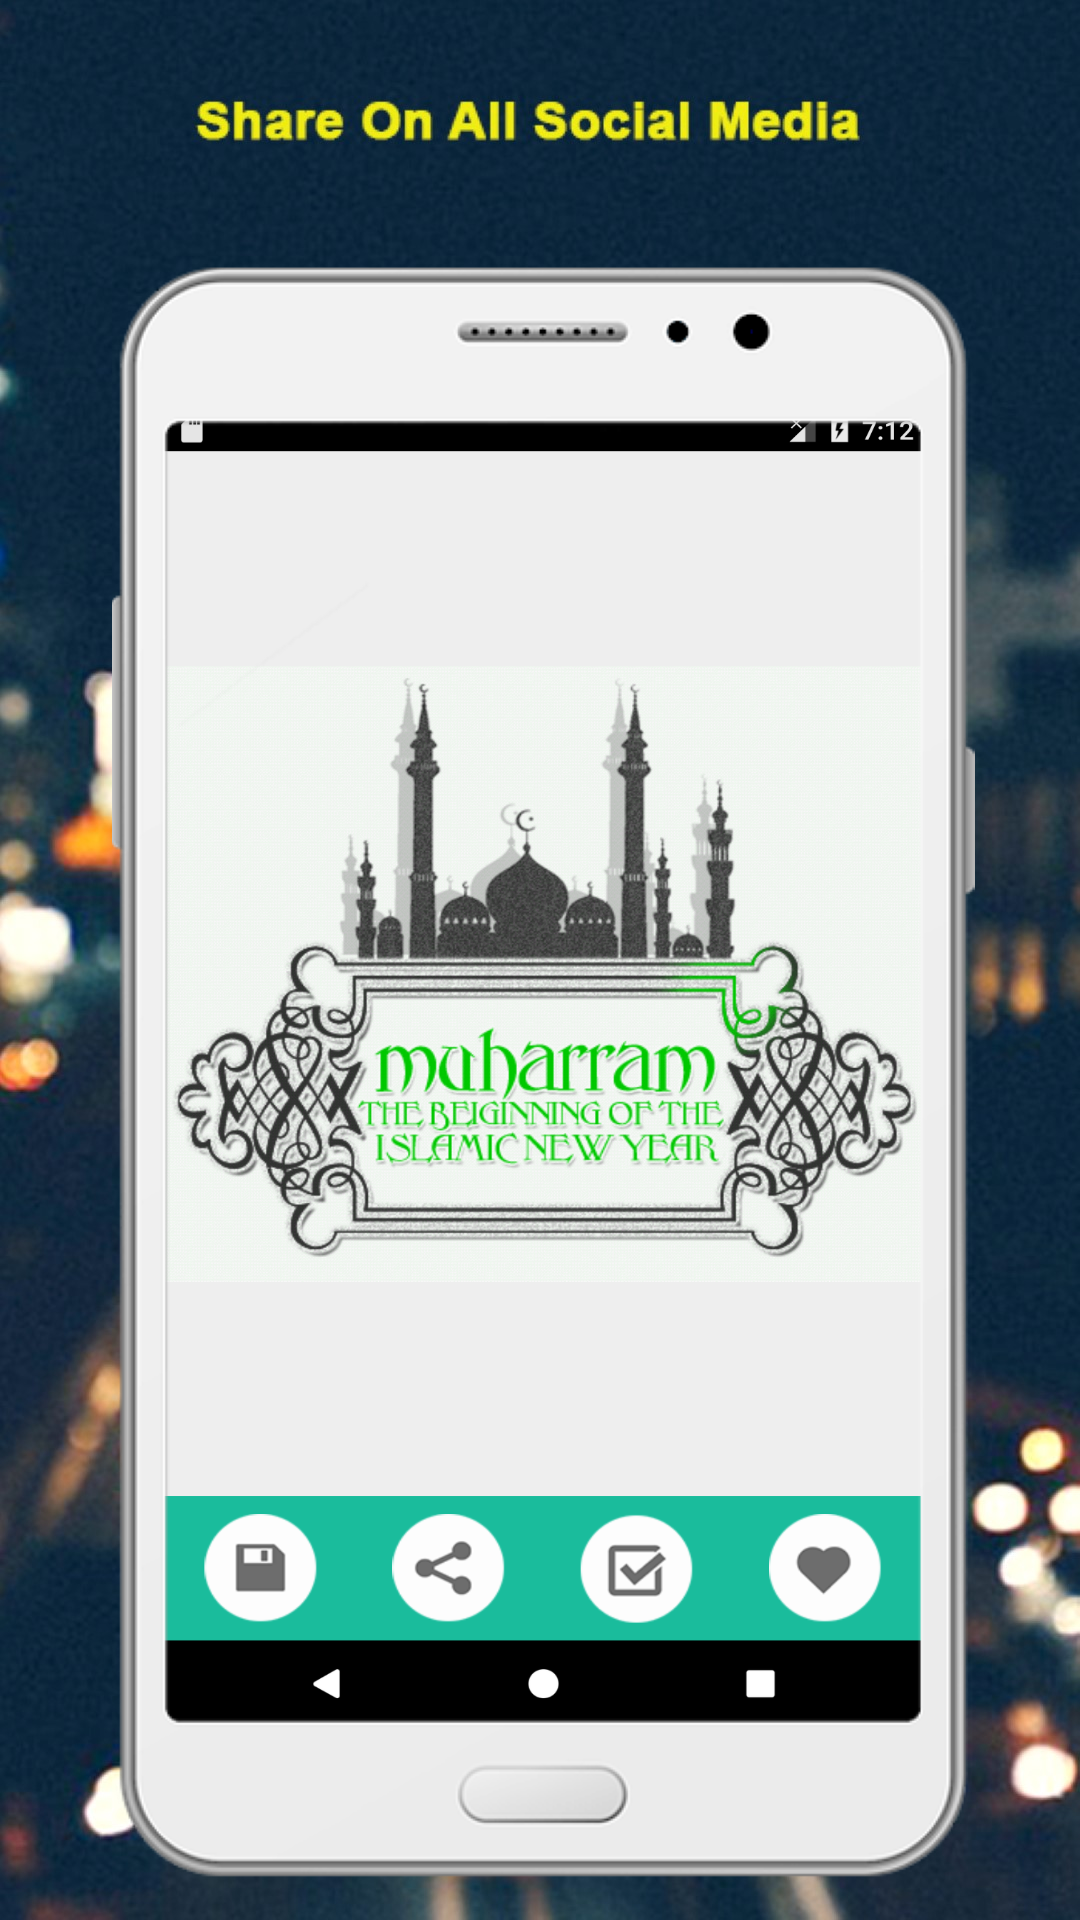 Share On All Social Media
7:12
muharram
THE BEIGINNING OF THE
ISLAMIC NEW YEAR